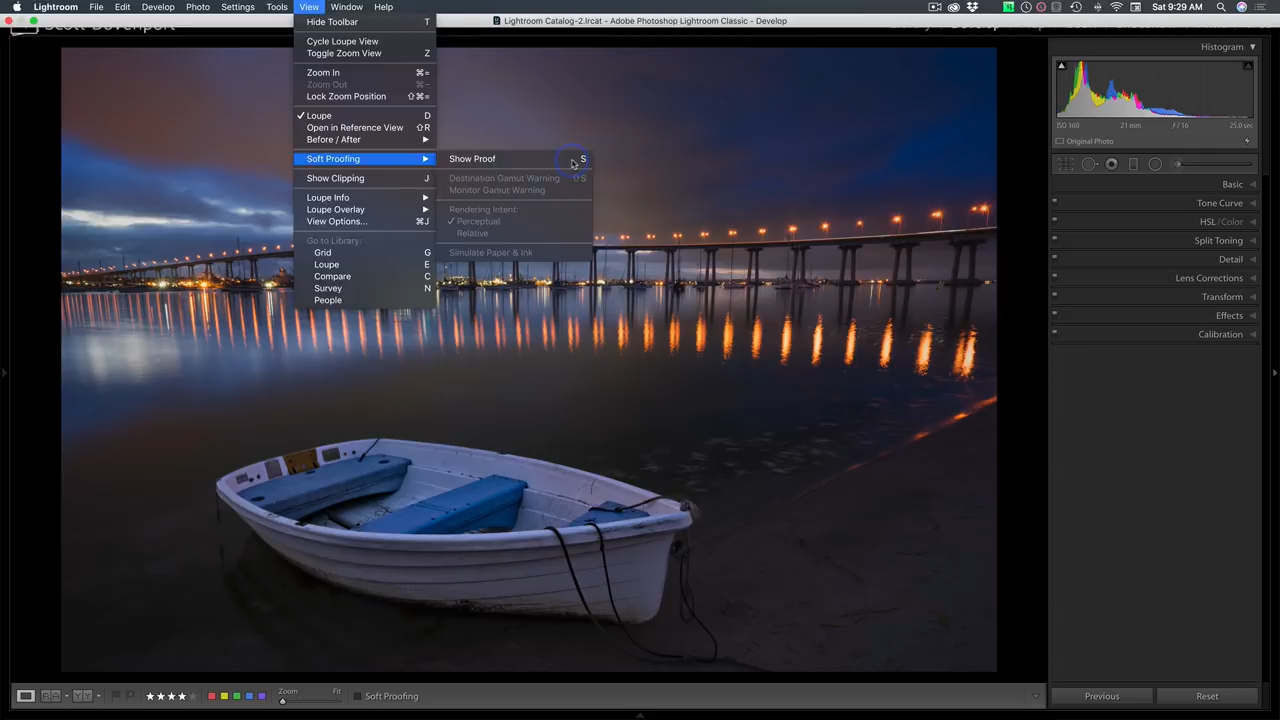 Lightroom File Edit Develop Photo Settings Tools View Window Help Sat 9:29 AM
Lightroom Catalog-2.lrcat - Adobe Photoshop Lightroom Classic - Develop
Scott Davenport
Hide Toolbar T
Cycle Loupe View
Toggle Zoom View Z
Zoom In ⌘=
Zoom Out ⌘-
Lock Zoom Position ⇧⌘=
✓ Loupe D
Open in Reference View ⇧R
Before / After ▶
Soft Proofing ▶
Show Clipping J
Loupe Info ▶
Loupe Overlay ▶
View Options... ⌘J
Go to Library:
Grid G
Loupe E
Compare C
Survey N
People
Show Proof S
Destination Gamut Warning ⇧S
Monitor Gamut Warning
Rendering Intent:
✓ Perceptual
Relative
Simulate Paper & Ink
Histogram ▼
ISO 160 21 mm
Original Photo
Basic
Tone Curve
HSL / Color
Split Toning
Detail
Lens Corrections
Transform
Effects
Calibration
Zoom Fit
Soft Proofing
Previous Reset